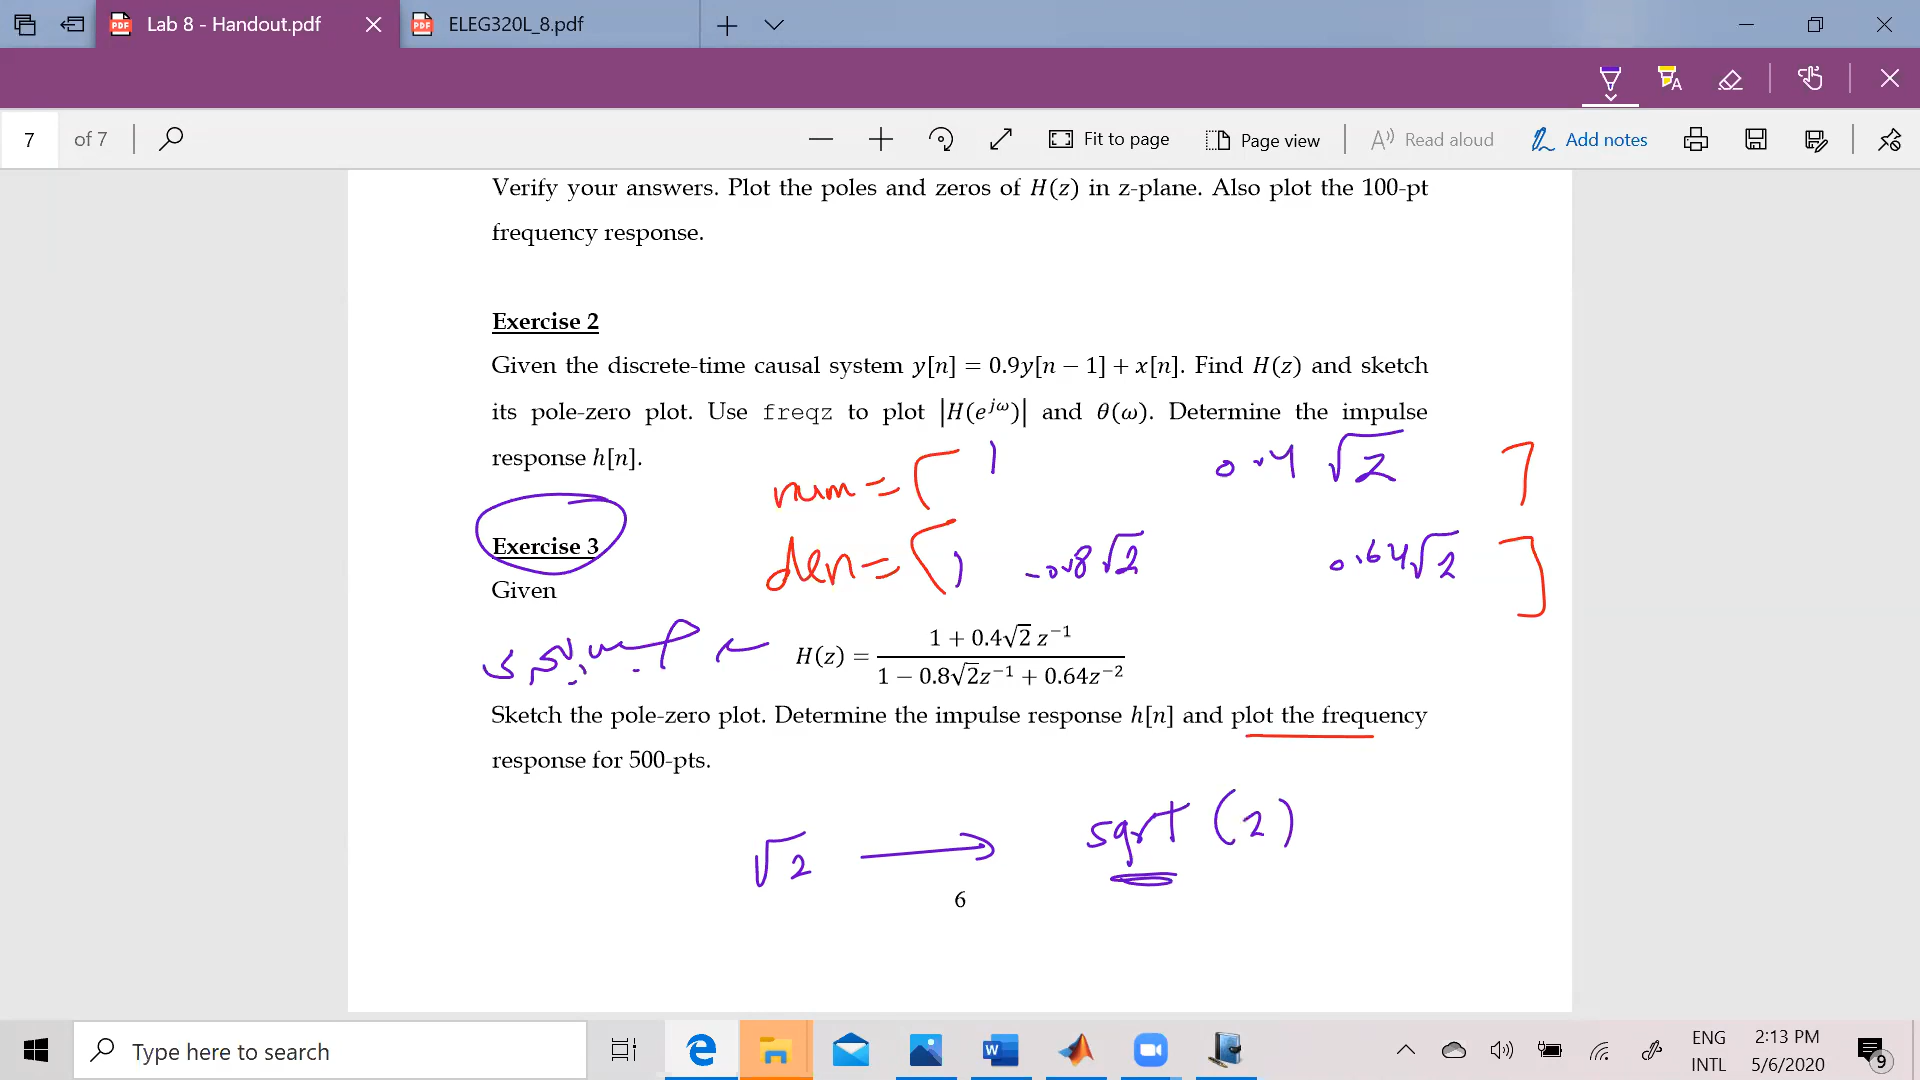 Lab 8 - Handout.pdf
ELEG320L_8.pdf
7 of 7
Fit to page
Page view
Read aloud
Add notes
Verify your answers. Plot the poles and zeros of H(z) in z-plane. Also plot the 100-pt
frequency response.
Exercise 2
Given the discrete-time causal system y[n] = 0.9y[n − 1] + x[n]. Find H(z) and sketch
its pole-zero plot. Use freqz to plot |H(e^{jω})| and θ(ω). Determine the impulse
response h[n].
num = [ 1 0.4 √2 ]
den = [ 1 -0.8 √2 0.64 √2 ]
Exercise 3
Given
H(z) = (1 + 0.4√2 z⁻¹) / (1 − 0.8√2z⁻¹ + 0.64z⁻²)
Sketch the pole-zero plot. Determine the impulse response h[n] and plot the frequency
response for 500-pts.
√2 → sqrt (2)
6
Type here to search
ENG
INTL
2:13 PM
5/6/2020
9